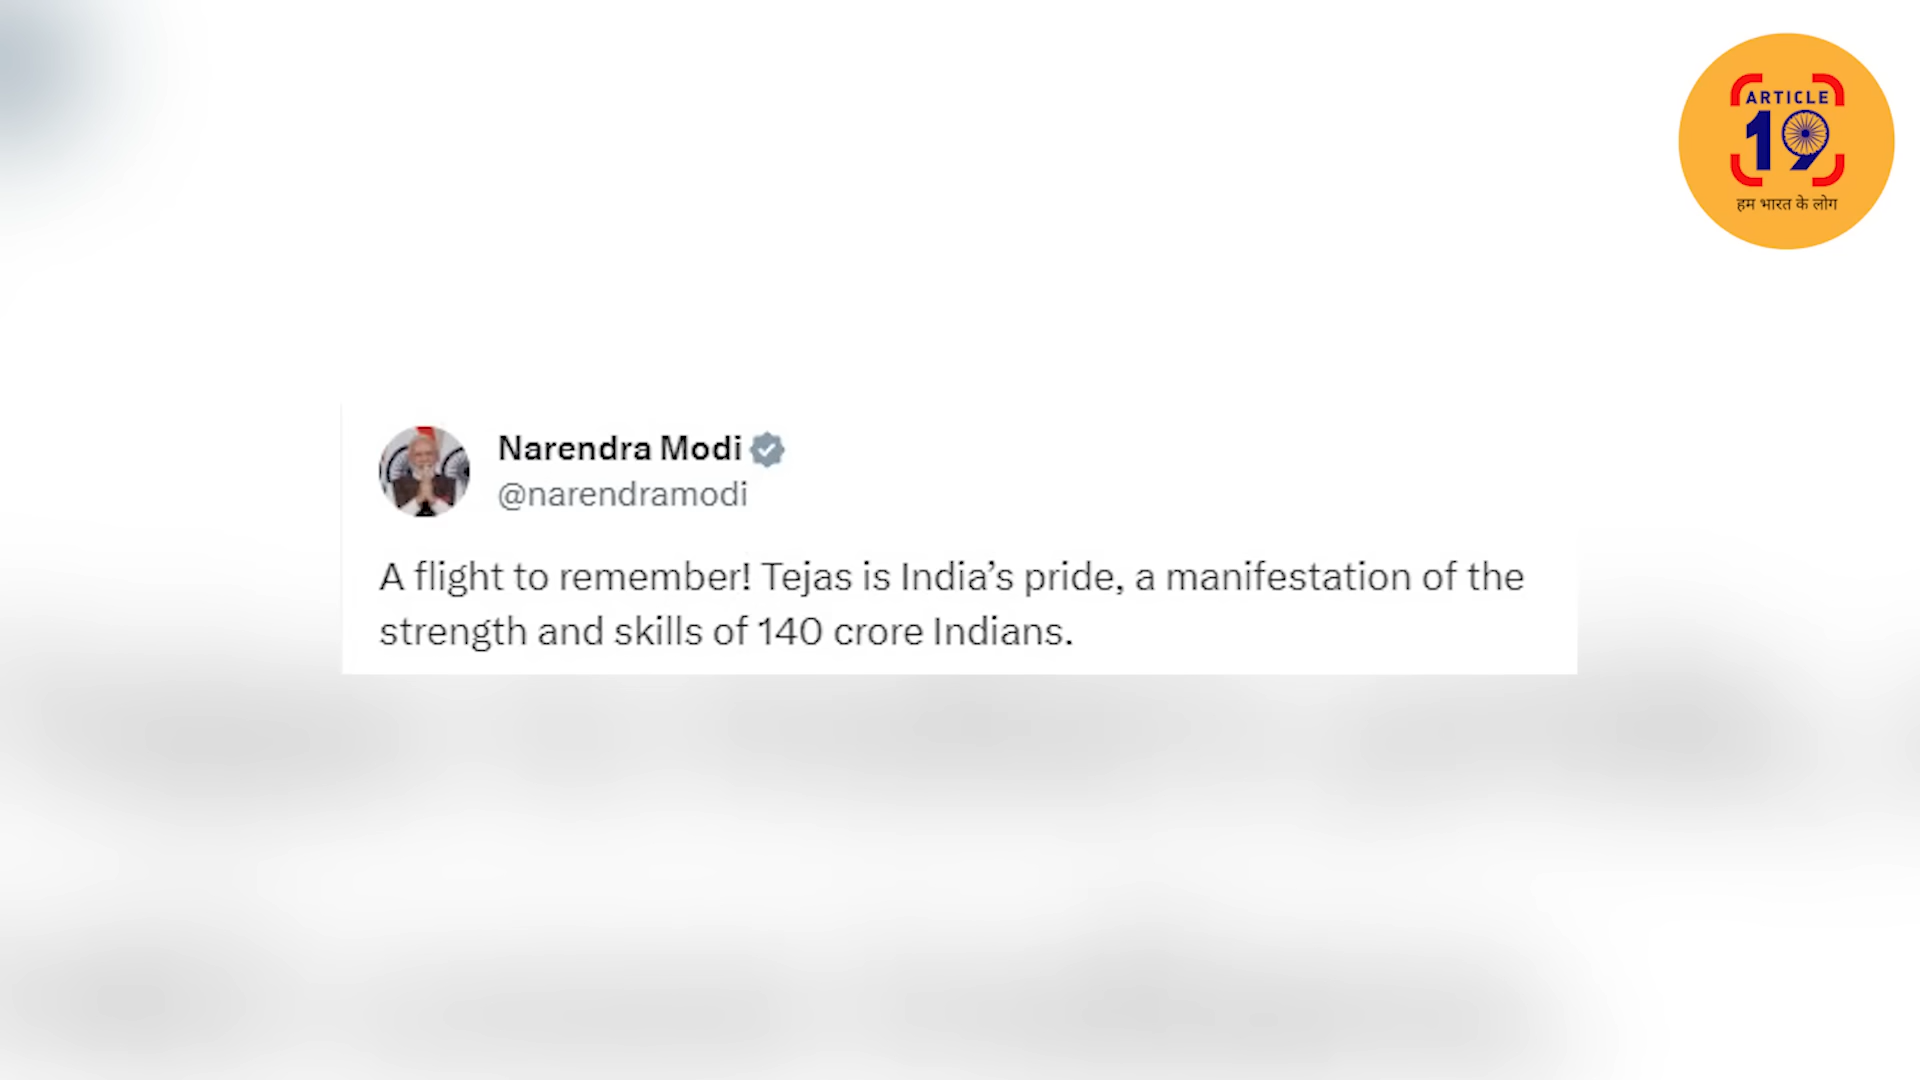 ARTICLE
19
हम भारत के लोग
Narendra Modi
@narendramodi
A flight to remember! Tejas is India’s pride, a manifestation of the
strength and skills of 140 crore Indians.